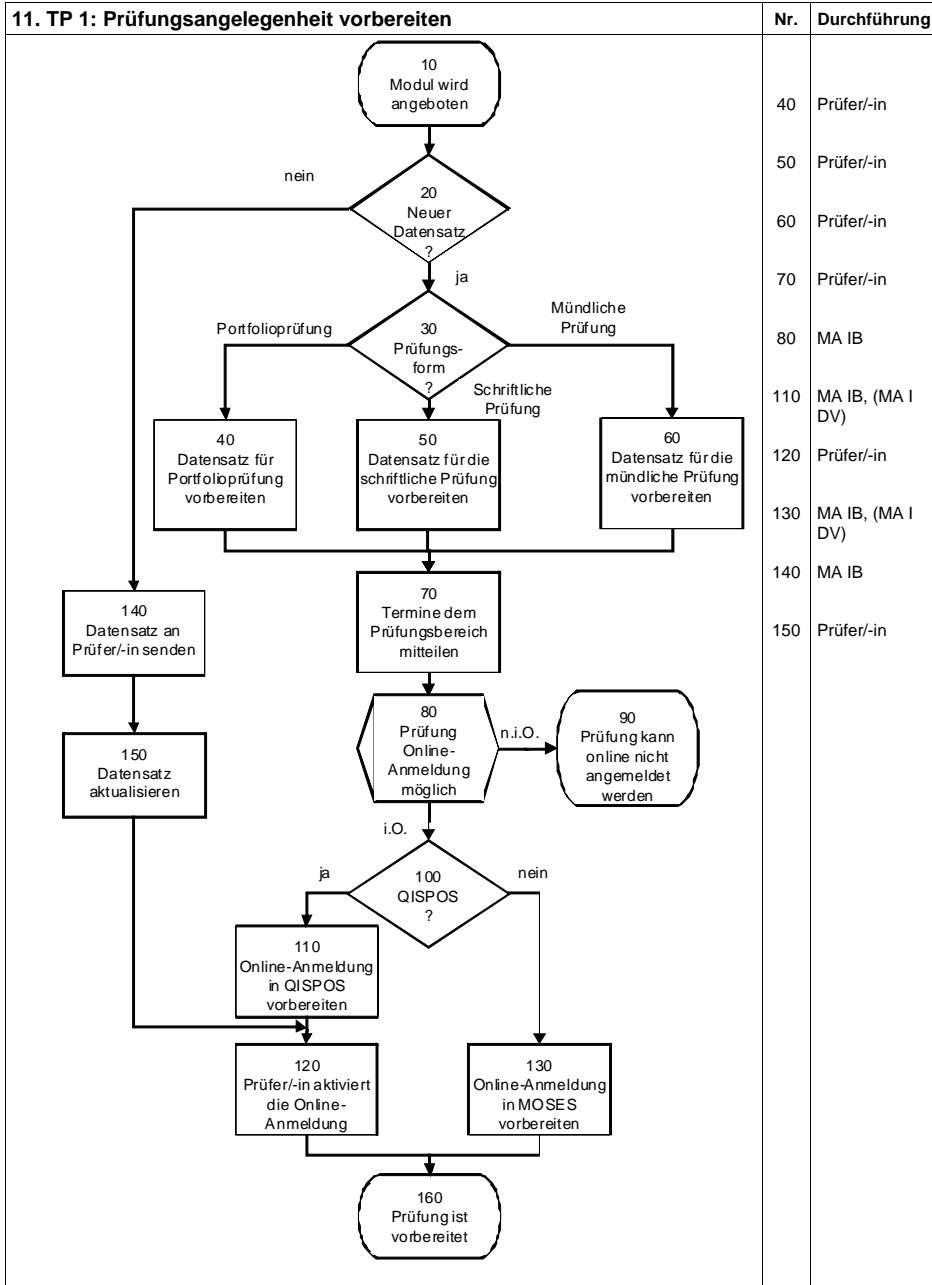 11. TP 1: Prüfungsangelegenheit vorbereiten
Nr.
Durchführung
10
Modul wird
angeboten
nein
20
Neuer
Datensatz
?
ja
Portfolioprüfung
30
Prüfungs-
form
?
Mündliche
Prüfung
Schriftliche
Prüfung
40
Datensatz für
Portfolioprüfung
vorbereiten
50
Datensatz für die
schriftliche Prüfung
vorbereiten
60
Datensatz für die
mündliche Prüfung
vorbereiten
140
Datensatz an
Prüfer/-in senden
70
Termine dem
Prüfungsbereich
mitteilen
150
Datensatz
aktualisieren
80
Prüfung
Online-
Anmeldung
möglich
n.i.O.
90
Prüfung kann
online nicht
angemeldet
werden
i.O.
ja
100
QISPOS
?
nein
110
Online-Anmeldung
in QISPOS
vorbereiten
120
Prüfer/-in aktiviert
die Online-
Anmeldung
130
Online-Anmeldung
in MOSES
vorbereiten
160
Prüfung ist
vorbereitet
40 Prüfer/-in
50 Prüfer/-in
60 Prüfer/-in
70 Prüfer/-in
80 MA IB
110 MA IB, (MA I
DV)
120 Prüfer/-in
130 MA IB, (MA I
DV)
140 MA IB
150 Prüfer/-in